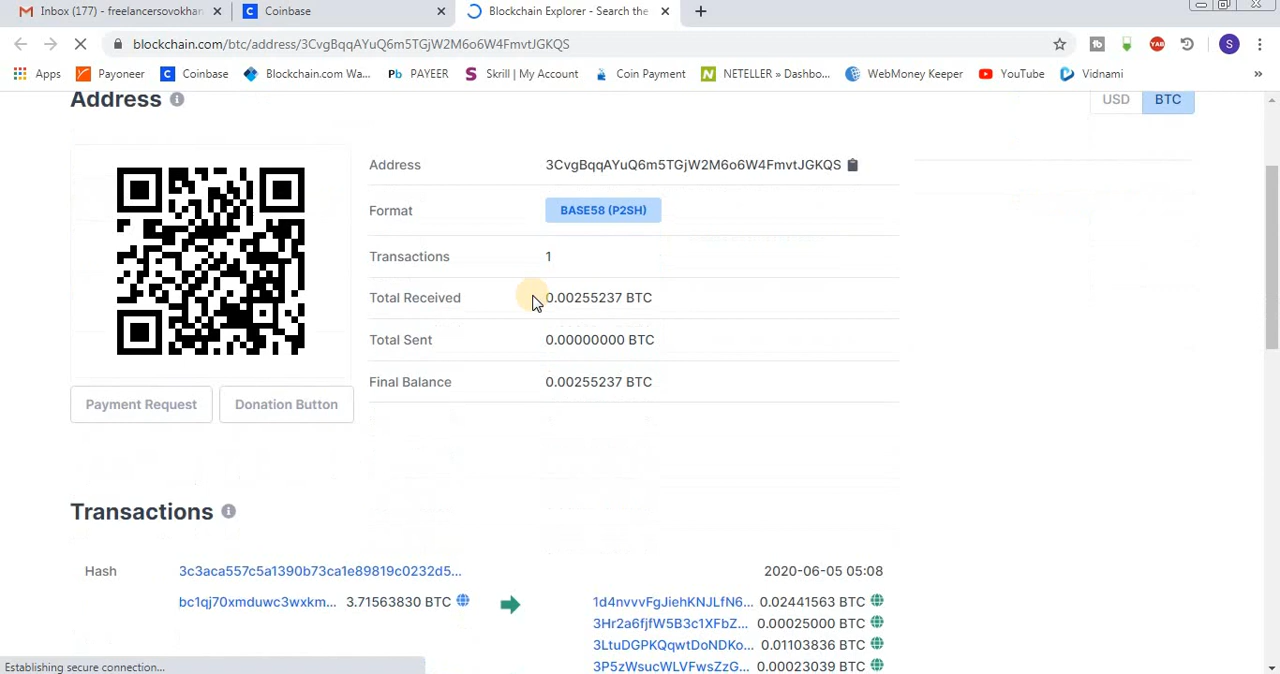 Inbox (177) - freelancersovokhar
Coinbase
Blockchain Explorer - Search the
blockchain.com/btc/address/3CvgBqqAYuQ6m5TGjW2M6o6W4FmvtJGKQS
YAB
S
Apps
Payoneer
Coinbase
Blockchain.com Wa...
Pb PAYEER
S Skrill | My Account
Coin Payment
N NETELLER » Dashbo...
WebMoney Keeper
YouTube
Vidnami
»
Address
USD BTC
Address 3CvgBqqAYuQ6m5TGjW2M6o6W4FmvtJGKQS
Format BASE58 (P2SH)
Transactions 1
Total Received 0.00255237 BTC
Total Sent 0.00000000 BTC
Final Balance 0.00255237 BTC
Payment Request Donation Button
Transactions
Hash 3c3aca557c5a1390b73ca1e89819c0232d5... 2020-06-05 05:08
bc1qj70xmduwc3wxkm... 3.71563830 BTC 1d4nvvvFgJiehKNJLfN6... 0.02441563 BTC
3Hr2a6fjfW5B3c1XFbZ... 0.00025000 BTC
3LtuDGPKQqwtDoNDKo... 0.01103836 BTC
3P5zWsucWLVFwsZzG... 0.00023039 BTC
Establishing secure connection...